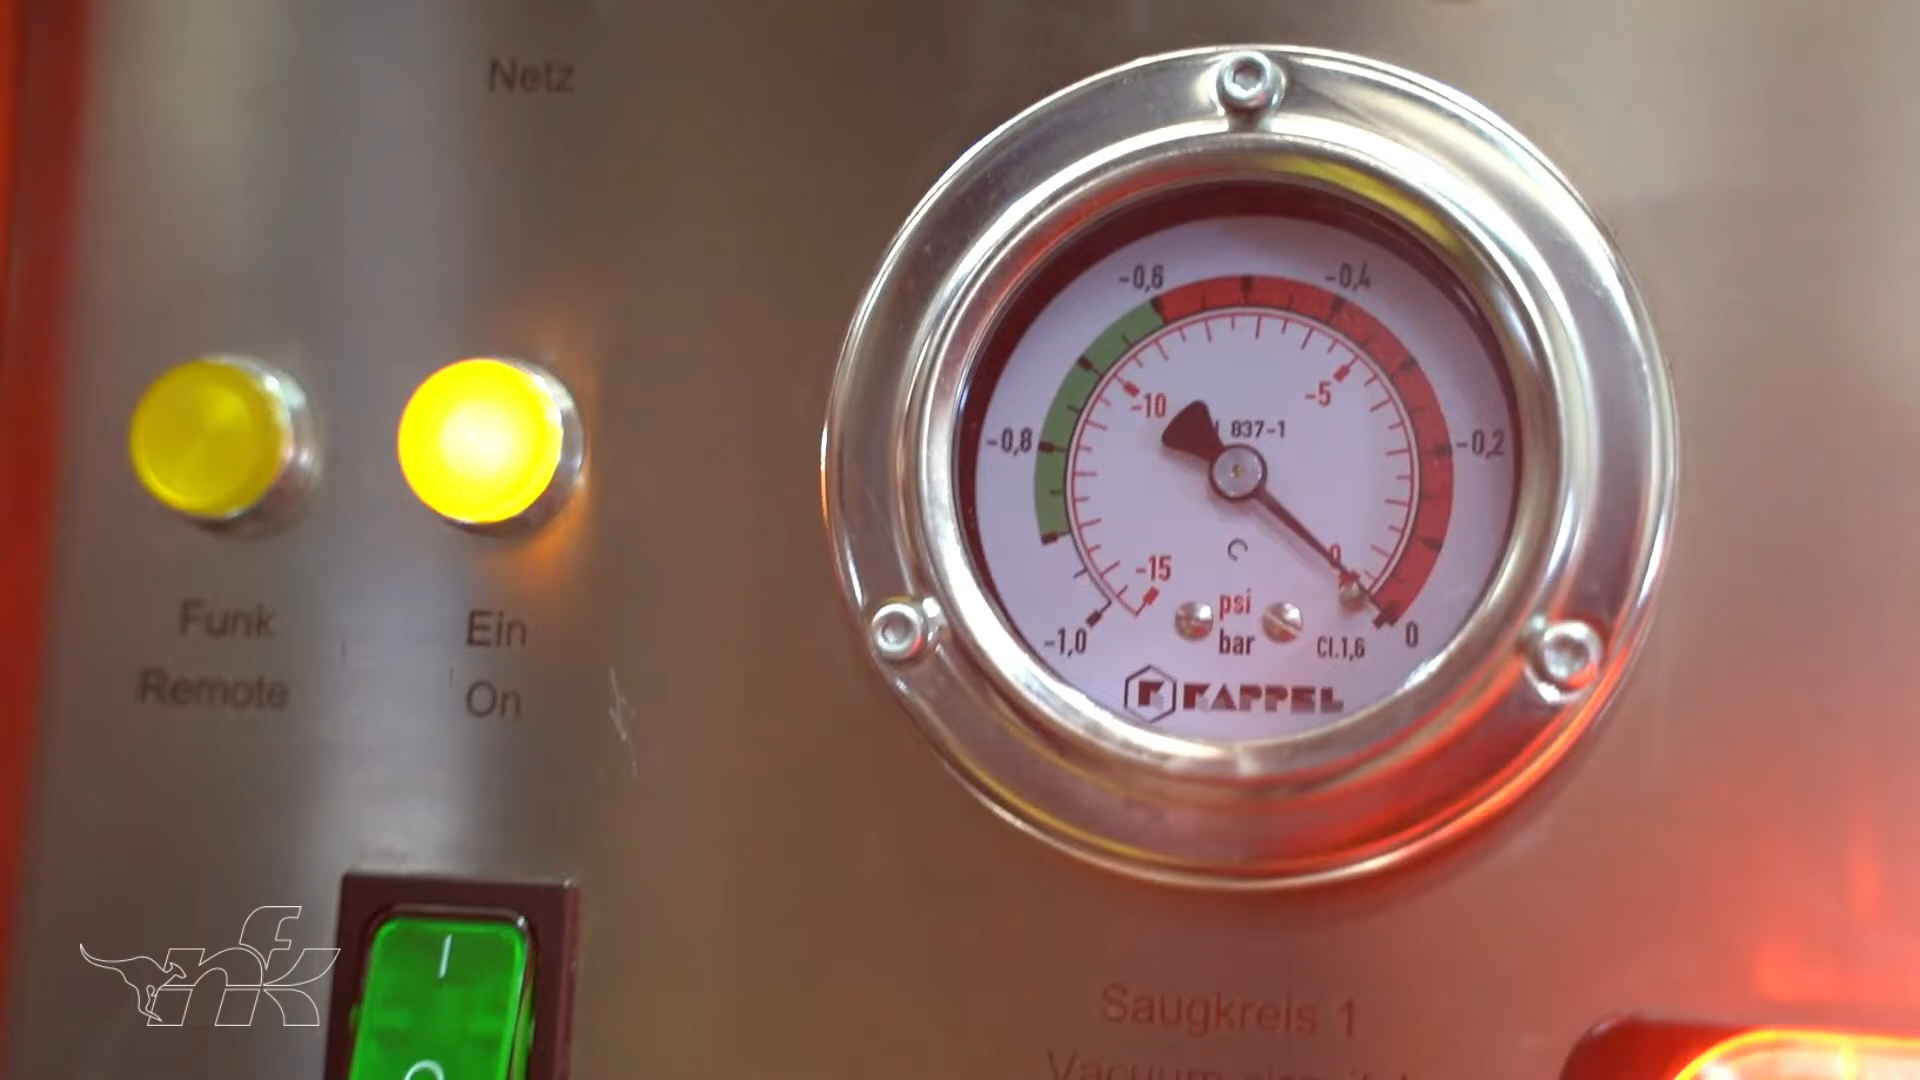 Netz
Funk
Remote
Ein
On
-0,6
-0,4
-10
-5
-0,8
837-1
-0,2
-15
0
psi
bar
-1,0
Cl.1,6
0
KAPPEL
nfk
Saugkreis 1